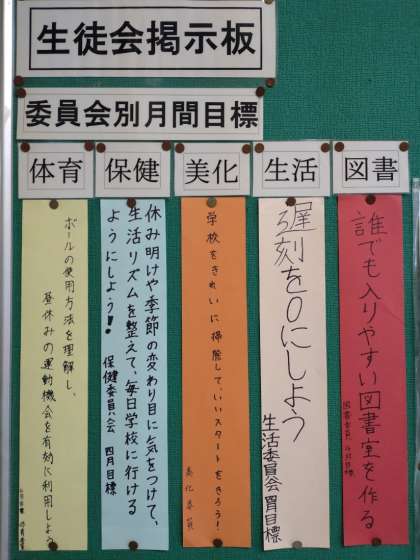 生徒会掲示板
委員会別月間目標
体育
保健
美化
生活
図書
ボールの使用方法を理解し、
昼休みの運動機会を有効に利用しよう
休み明けや季節の変わり目に気をつけて、
生活リズムを整えて、毎日学校に行ける
ようにしよう!
保健委員会 四月目標
学校をきれいに掃除して、いいスタートをきろう!
美化委員
遅刻を0にしよう
生活委員会 目標
誰でも入りやすい図書室を作る
図書委員 4月目標